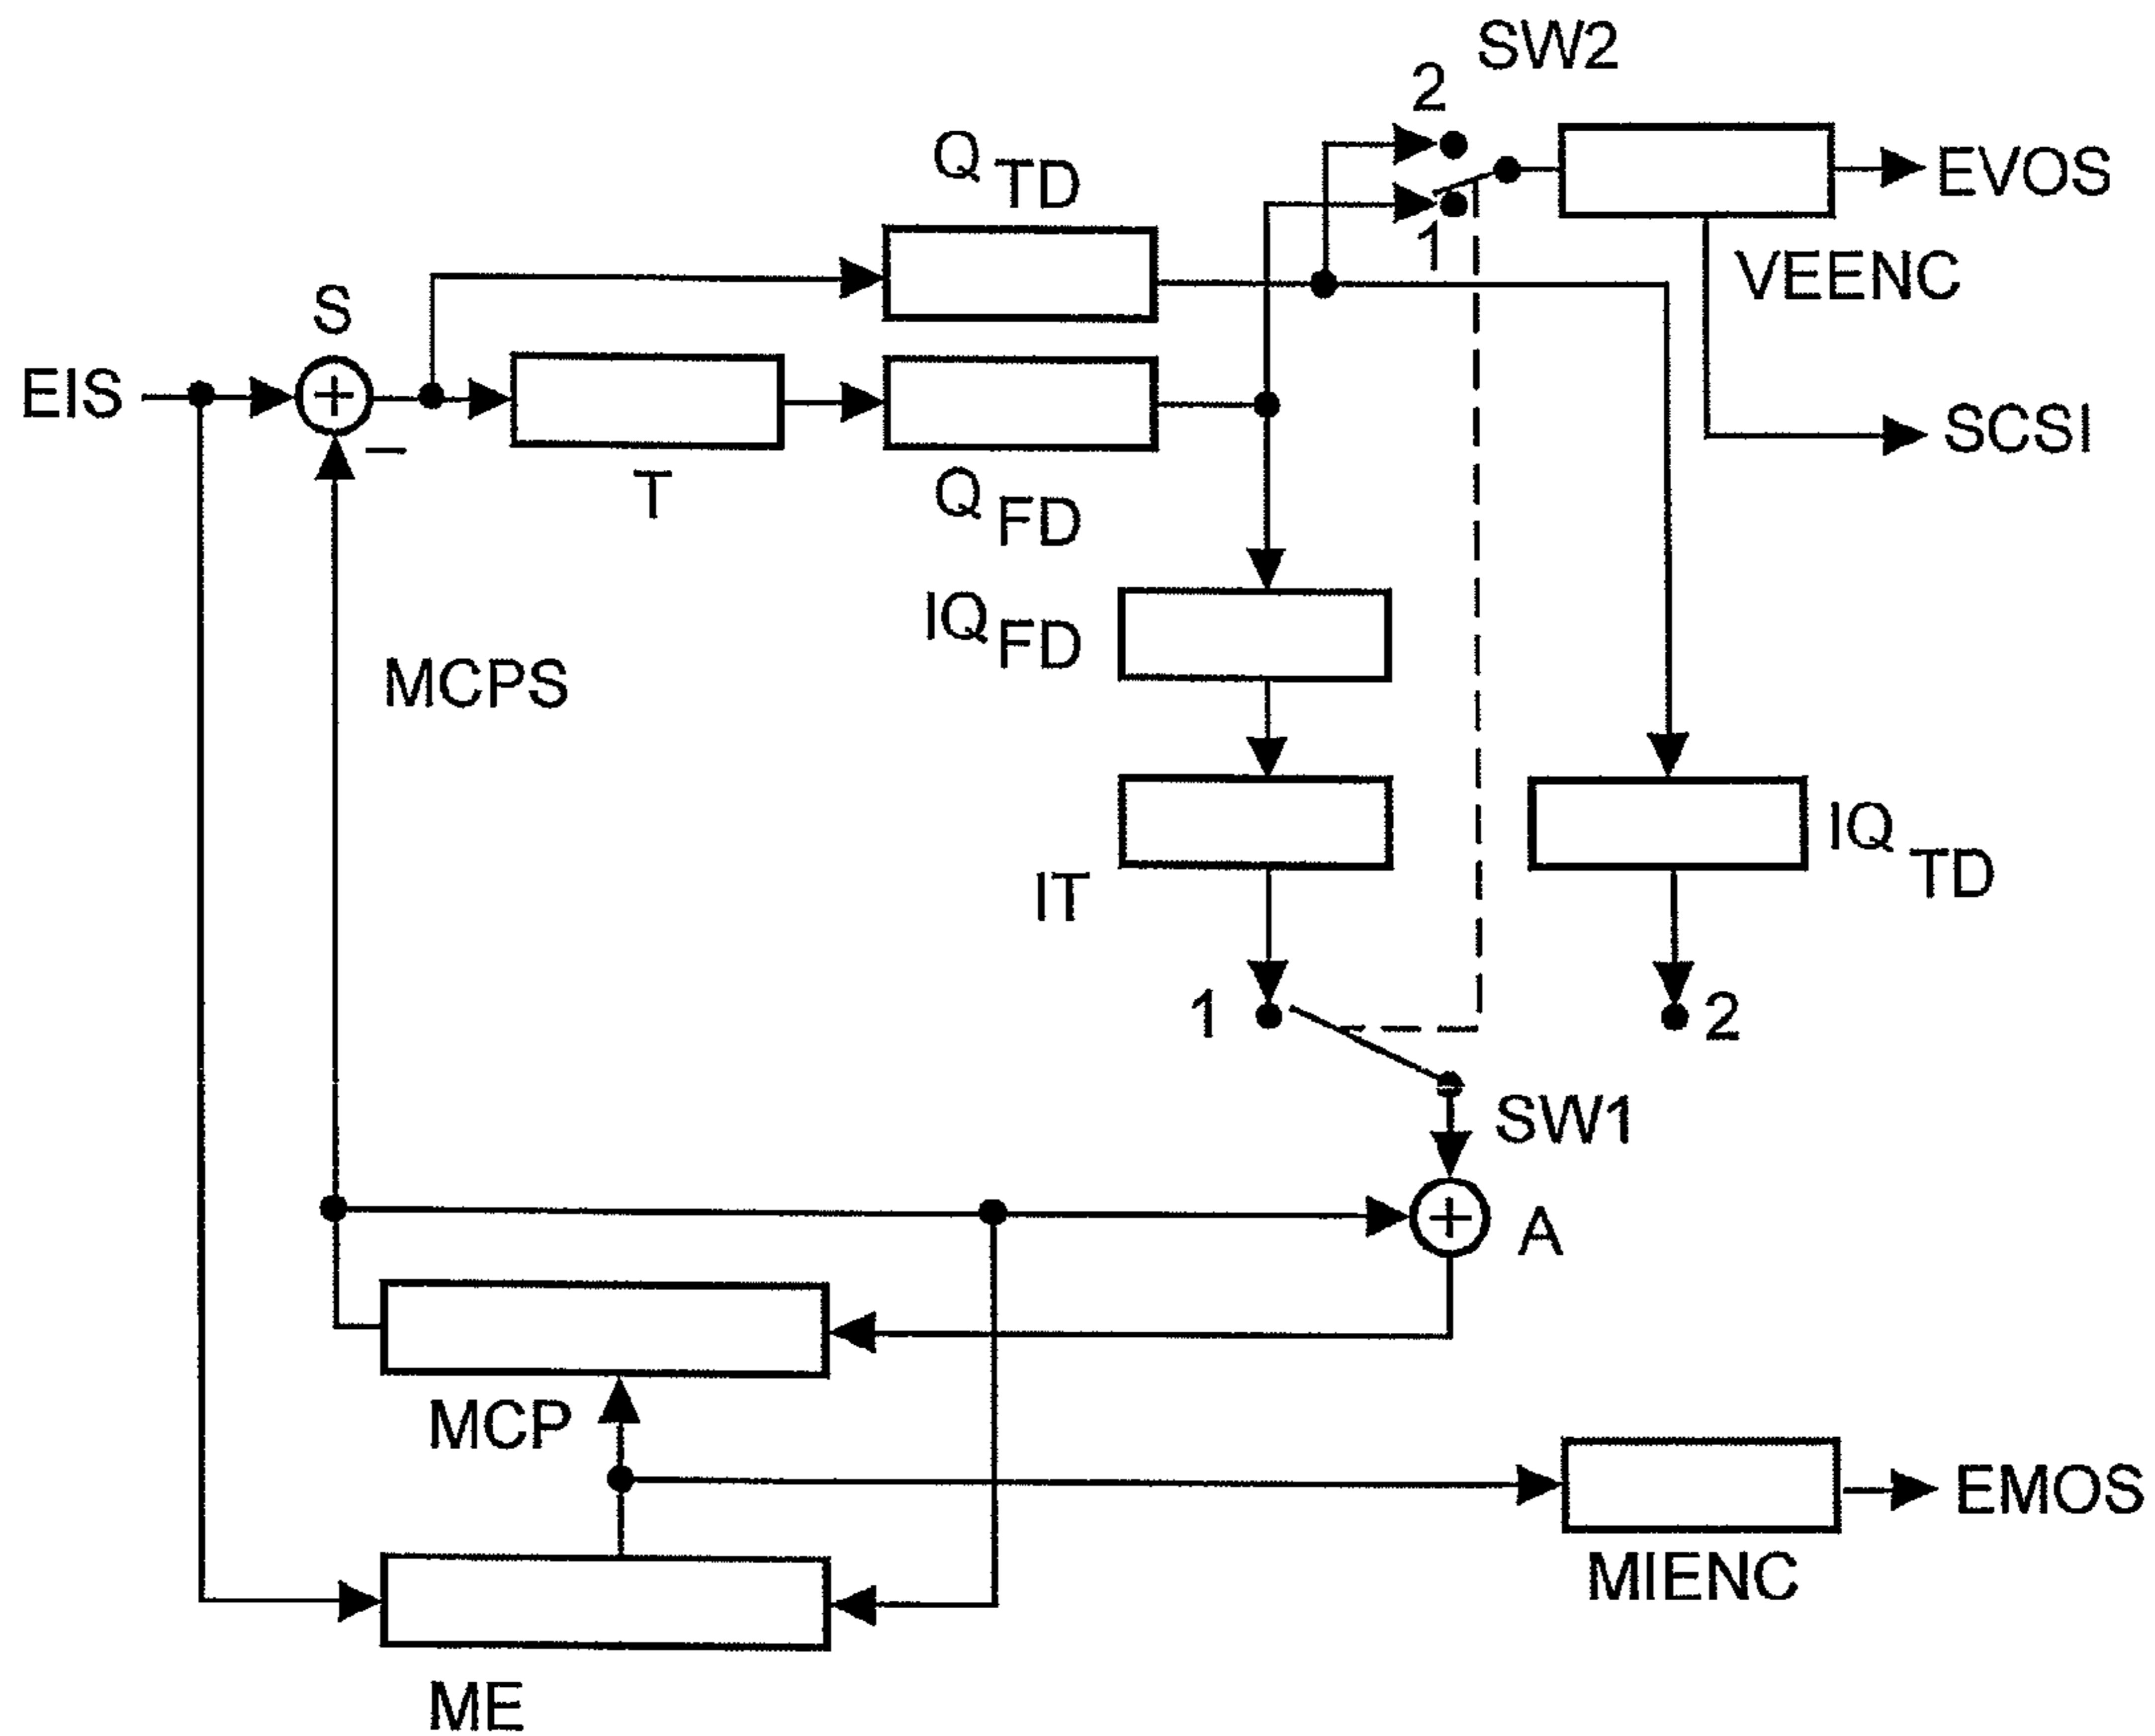 SW2
2
Q TD
EVOS
1
VEENC
S
EIS
SCSI
T
Q FD
IQ FD
MCPS
IQ TD
IT
1
2
SW1
A
MCP
EMOS
MIENC
ME